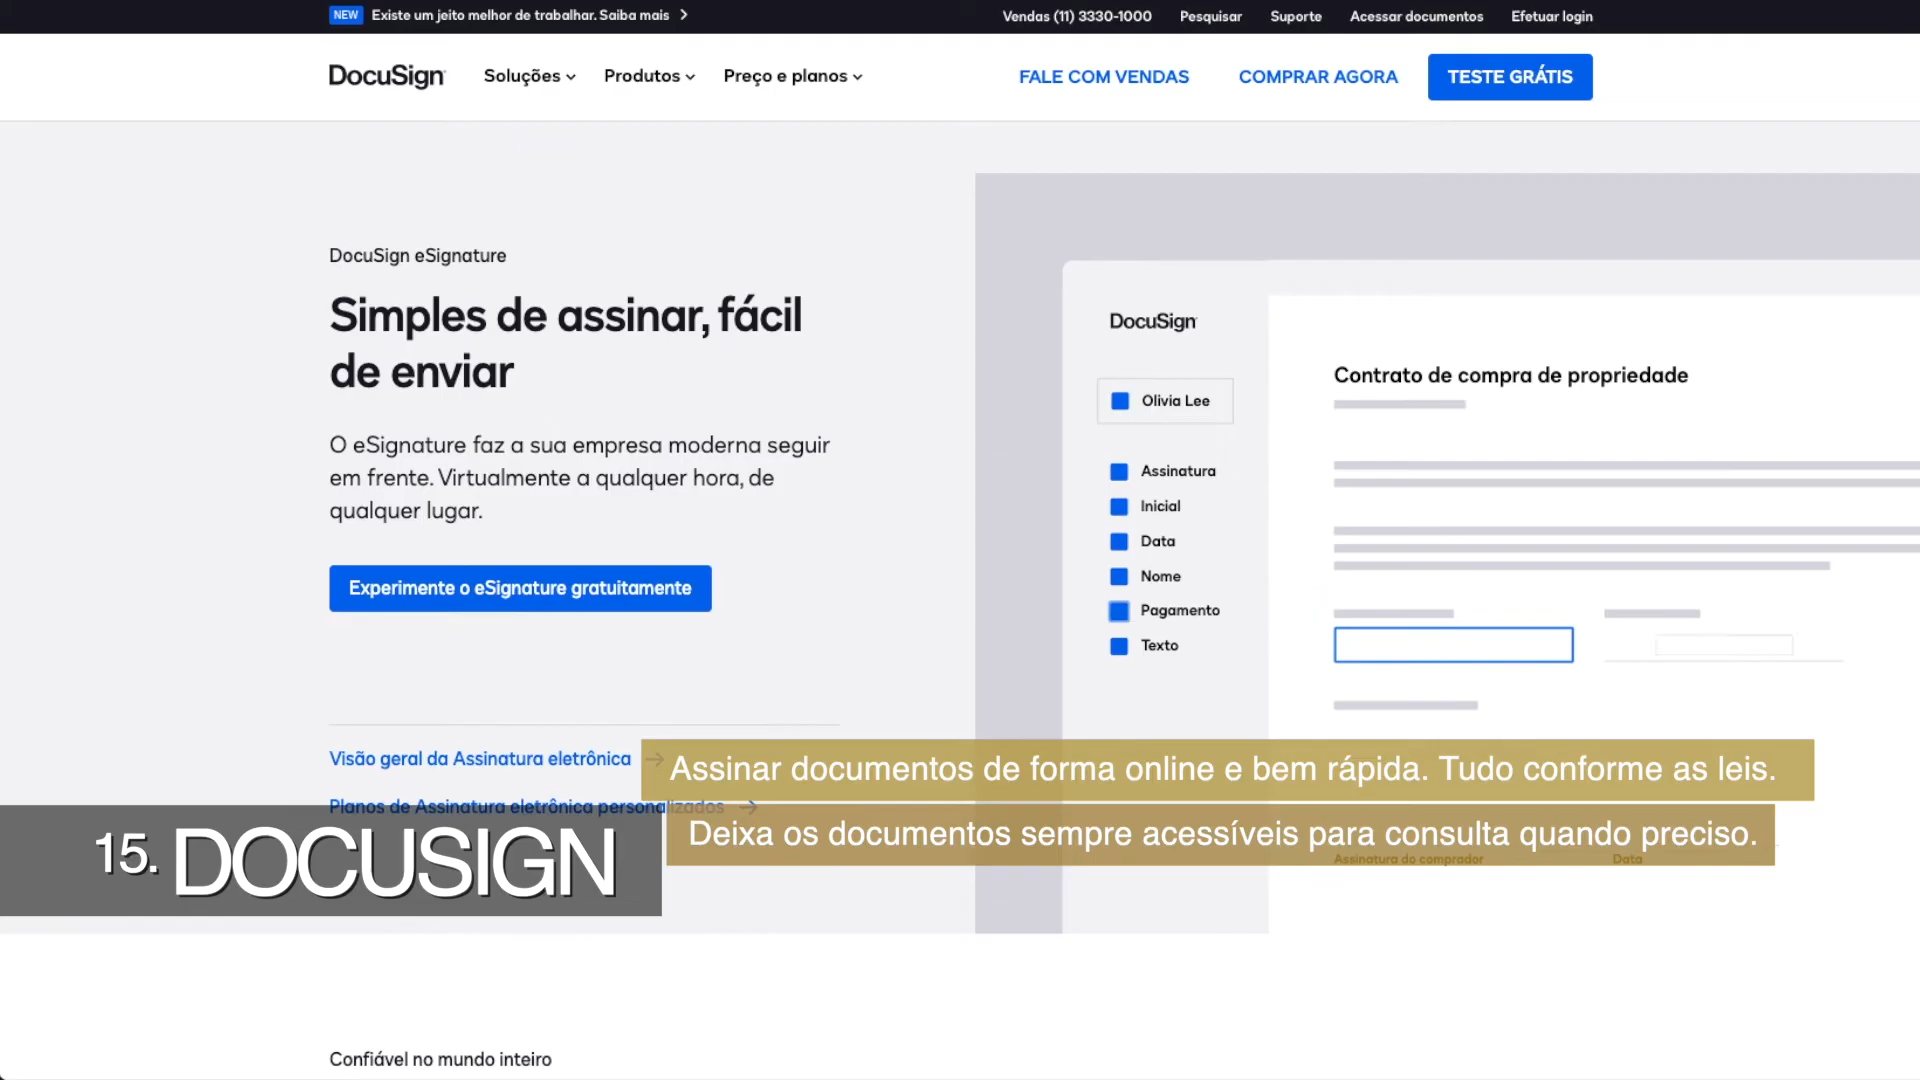 NEW Existe um jeito melhor de trabalhar. Saiba mais
Vendas (11) 3330-1000 Pesquisar Suporte Acessar documentos Efetuar login
DocuSign Soluções Produtos Preço e planos FALE COM VENDAS COMPRAR AGORA TESTE GRÁTIS
DocuSign eSignature
Simples de assinar, fácil
de enviar
O eSignature faz a sua empresa moderna seguir
em frente. Virtualmente a qualquer hora, de
qualquer lugar.
Experimente o eSignature gratuitamente
Visão geral da Assinatura eletrônica
Planos de Assinatura eletrônica personalizados
DocuSign
Olivia Lee
Assinatura
Inicial
Data
Nome
Pagamento
Texto
Contrato de compra de propriedade
Assinar documentos de forma online e bem rápida. Tudo conforme as leis.
Deixa os documentos sempre acessíveis para consulta quando preciso.
Assinatura do comprador Data
15. DOCUSIGN
Confiável no mundo inteiro